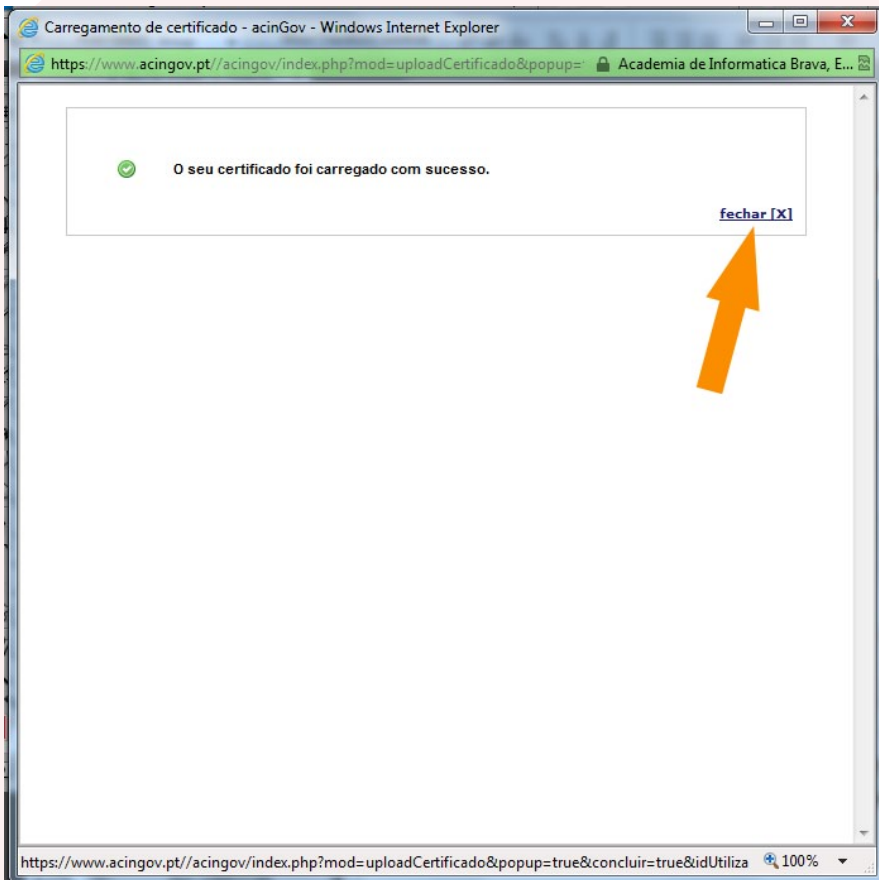 Carregamento de certificado - acinGov - Windows Internet Explorer
https://www.acingov.pt//acingov/index.php?mod=uploadCertificado&popup= Academia de Informatica Brava, E...
O seu certificado foi carregado com sucesso.
fechar [X]
https://www.acingov.pt//acingov/index.php?mod=uploadCertificado&popup=true&concluir=true&idUtiliza 100%